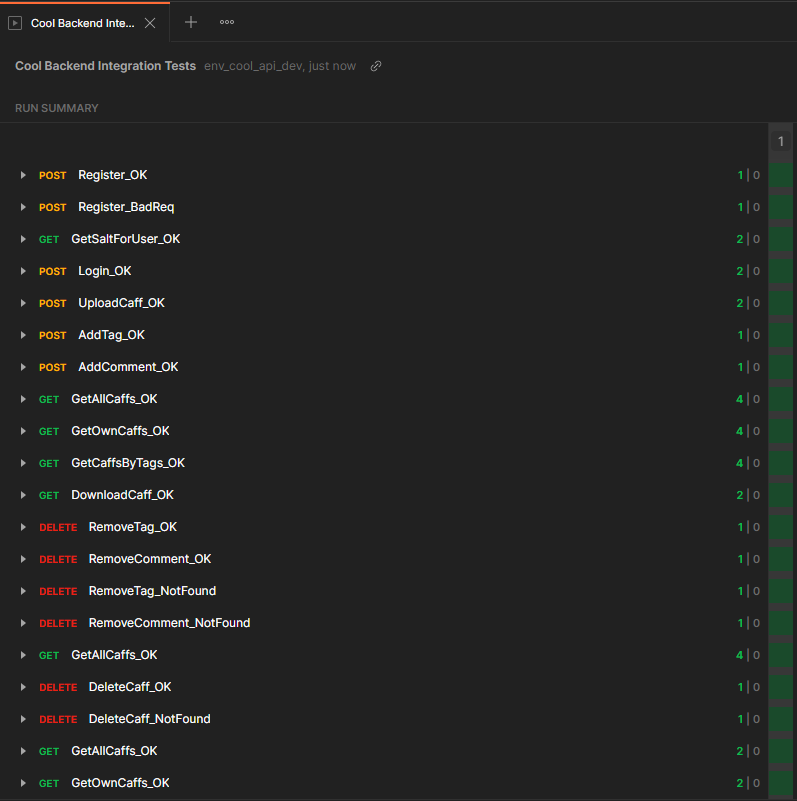 Cool Backend Inte...
Cool Backend Integration Tests env_cool_api_dev, just now
RUN SUMMARY
1
POST Register_OK 1 | 0
POST Register_BadReq 1 | 0
GET GetSaltForUser_OK 2 | 0
POST Login_OK 2 | 0
POST UploadCaff_OK 2 | 0
POST AddTag_OK 1 | 0
POST AddComment_OK 1 | 0
GET GetAllCaffs_OK 4 | 0
GET GetOwnCaffs_OK 4 | 0
GET GetCaffsByTags_OK 4 | 0
GET DownloadCaff_OK 2 | 0
DELETE RemoveTag_OK 1 | 0
DELETE RemoveComment_OK 1 | 0
DELETE RemoveTag_NotFound 1 | 0
DELETE RemoveComment_NotFound 1 | 0
GET GetAllCaffs_OK 4 | 0
DELETE DeleteCaff_OK 1 | 0
DELETE DeleteCaff_NotFound 1 | 0
GET GetAllCaffs_OK 2 | 0
GET GetOwnCaffs_OK 2 | 0